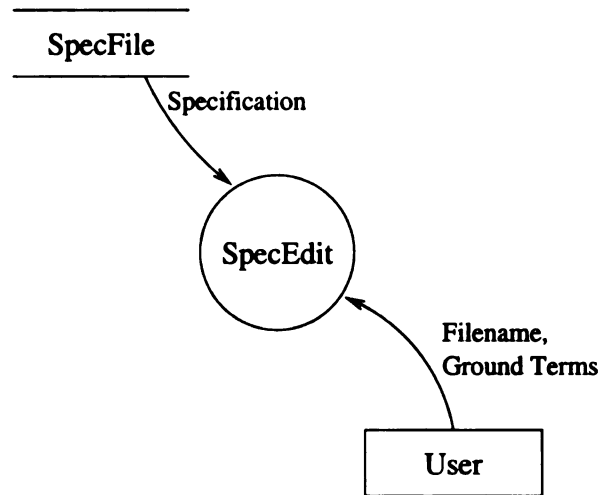 SpecFile
Specification
SpecEdit
Filename,
Ground Terms
User